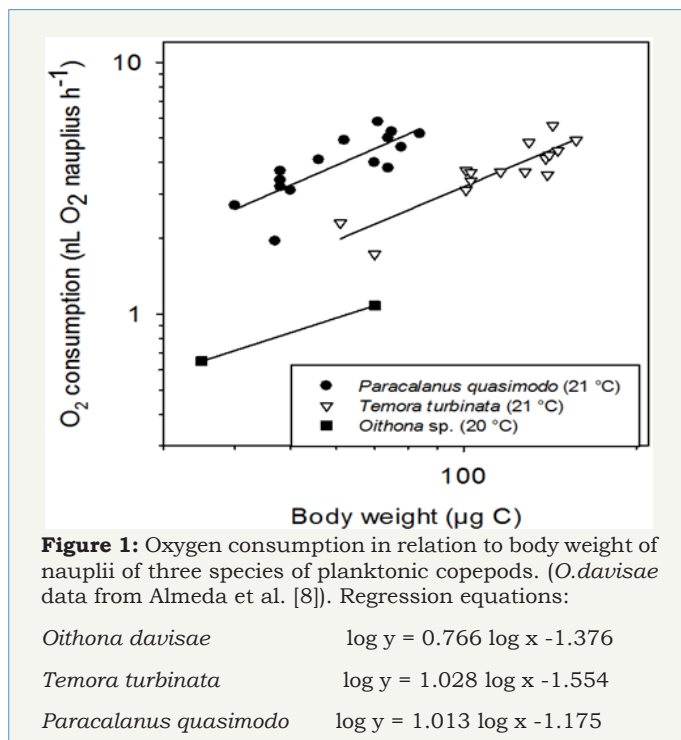 10
1
O2 consumption (nL O2 nauplius h-1)
Paracalanus quasimodo (21 °C)
Temora turbinata (21 °C)
Oithona sp. (20 °C)
100
Body weight (µg C)
Figure 1: Oxygen consumption in relation to body weight of
nauplii of three species of planktonic copepods. (O.davisae
data from Almeda et al. [8]). Regression equations:
Oithona davisae log y = 0.766 log x -1.376
Temora turbinata log y = 1.028 log x -1.554
Paracalanus quasimodo log y = 1.013 log x -1.175